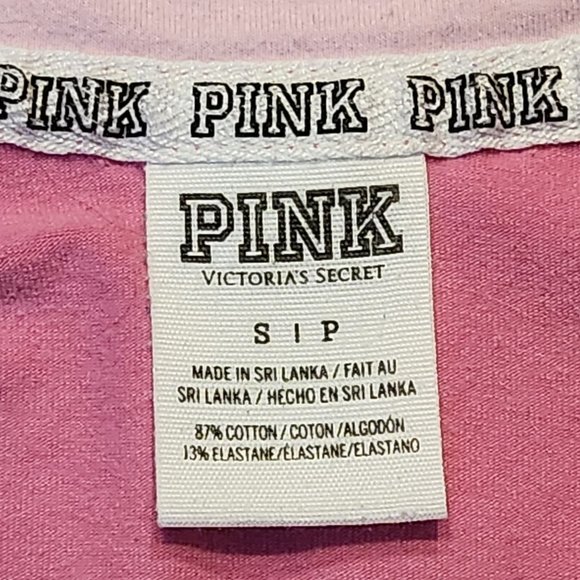 PINK PINK PINK
PINK
VICTORIA'S SECRET
S | P
MADE IN SRI LANKA / FAIT AU
SRI LANKA / HECHO EN SRI LANKA
87% COTTON / COTON / ALGODÓN
13% ELASTANE/ÉLASTANE/ELASTANO